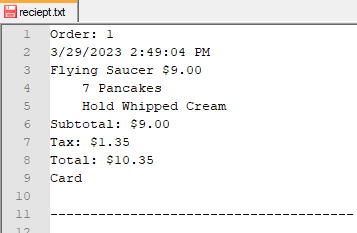 reciept.txt
1 Order: 1
2 3/29/2023 2:49:04 PM
3 Flying Saucer $9.00
4 7 Pancakes
5 Hold Whipped Cream
6 Subtotal: $9.00
7 Tax: $1.35
8 Total: $10.35
9 Card
10
11 --------------------------------------
12